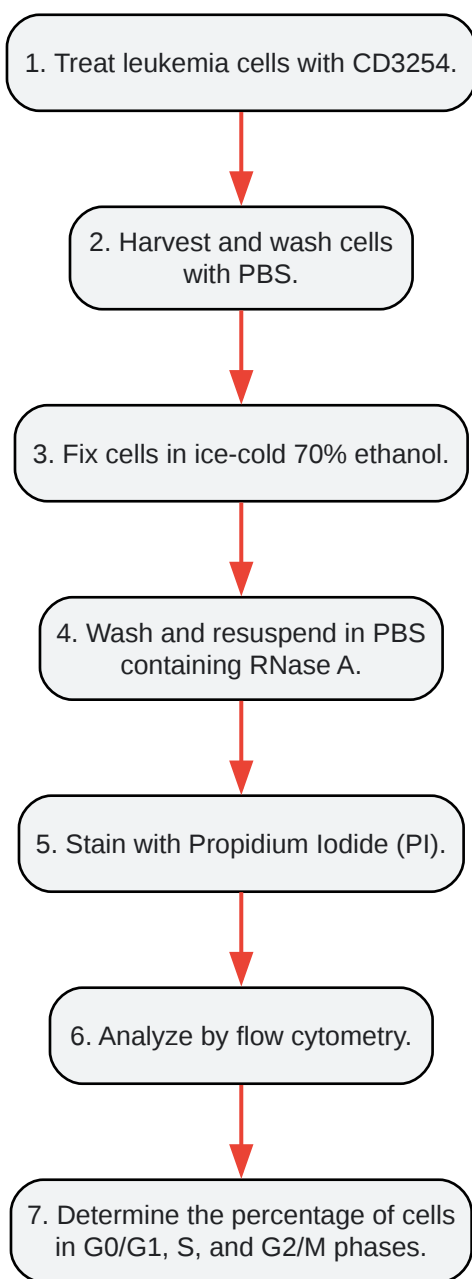 1. Treat leukemia cells with CD3254.
2. Harvest and wash cells
with PBS.
3. Fix cells in ice-cold 70% ethanol.
4. Wash and resuspend in PBS
containing RNase A.
5. Stain with Propidium Iodide (PI).
6. Analyze by flow cytometry.
7. Determine the percentage of cells
in G0/G1, S, and G2/M phases.